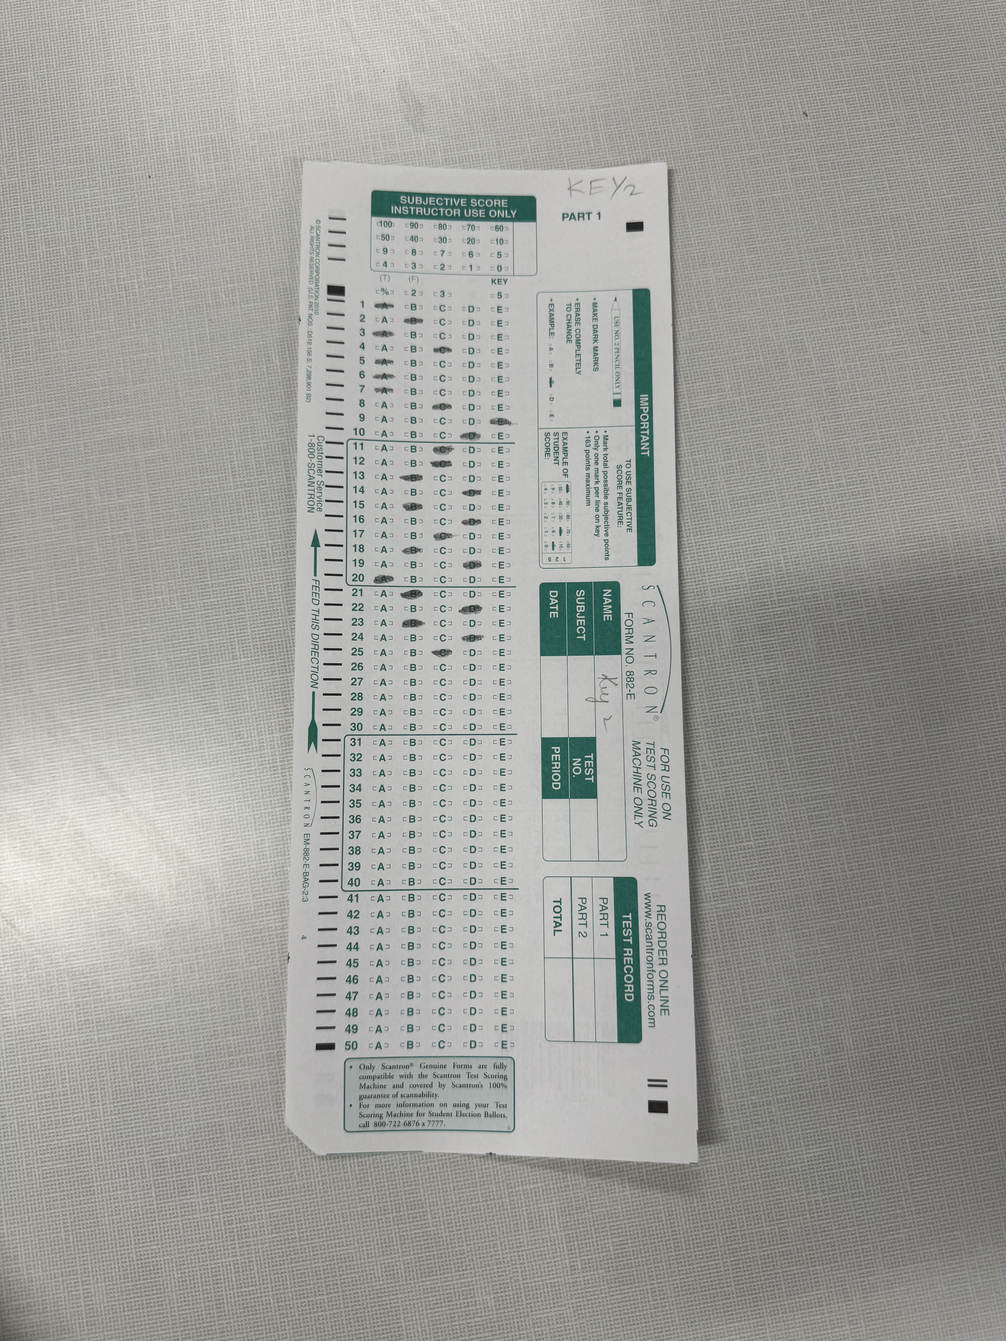 KEY 2
PART 1
SUBJECTIVE SCORE
INSTRUCTOR USE ONLY
100 90 80 70 60
50 40 30 20 10
9 8 7 6 5
4 3 2 1 0
(T) (F) KEY
% 2 3 5
1 A B C D E
2 A B C D E
3 A B C D E
4 A B C D E
5 A B C D E
6 A B C D E
7 A B C D E
8 A B C D E
9 A B C D E
10 A B C D E
11 A B C D E
12 A B C D E
13 A B C D E
14 A B C D E
15 A B C D E
16 A B C D E
17 A B C D E
18 A B C D E
19 A B C D E
20 A B C D E
21 A B C D E
22 A B C D E
23 A B C D E
24 A B C D E
25 A B C D E
26 A B C D E
27 A B C D E
28 A B C D E
29 A B C D E
30 A B C D E
31 A B C D E
32 A B C D E
33 A B C D E
34 A B C D E
35 A B C D E
36 A B C D E
37 A B C D E
38 A B C D E
39 A B C D E
40 A B C D E
41 A B C D E
42 A B C D E
43 A B C D E
44 A B C D E
45 A B C D E
46 A B C D E
47 A B C D E
48 A B C D E
49 A B C D E
50 A B C D E
• Only Scantron® Genuine Forms are fully
compatible with the Scantron Test Scoring
Machine and covered by Scantron's 100%
guarantee of scannability.
• For more information on using your Test
Scoring Machine for Student Election Ballots,
call 800-722-6876 x 7777.
IMPORTANT
USE NO. 2 PENCIL ONLY
• MAKE DARK MARKS
• ERASE COMPLETELY
TO CHANGE
• EXAMPLE: A B D E
TO USE SUBJECTIVE
SCORE FEATURE:
• Mark total possible subjective points
• Only one mark per line on key
• 163 points maximum
EXAMPLE OF
STUDENT
SCORE:
SCANTRON®
FORM NO. 882-E
FOR USE ON
TEST SCORING
MACHINE ONLY
NAME Key 2
SUBJECT
TEST
NO.
DATE
PERIOD
REORDER ONLINE
www.scantronforms.com
TEST RECORD
PART 1
PART 2
TOTAL
© SCANTRON CORPORATION 2010
ALL RIGHTS RESERVED.
Customer Service
1-800-SCANTRON
FEED THIS DIRECTION
SCANTRON EM-882-E-BAG-2:3 4